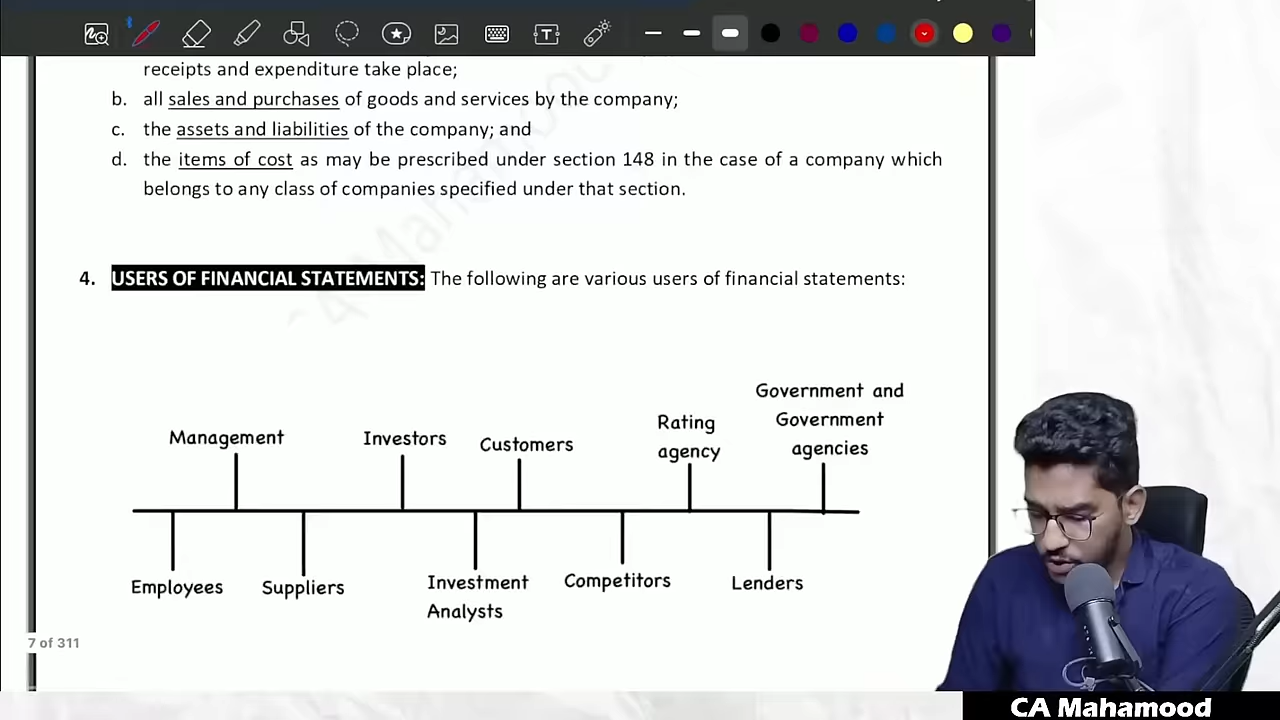 receipts and expenditure take place;
b. all sales and purchases of goods and services by the company;
c. the assets and liabilities of the company; and
d. the items of cost as may be prescribed under section 148 in the case of a company which
belongs to any class of companies specified under that section.
4. USERS OF FINANCIAL STATEMENTS: The following are various users of financial statements:
Government and
Government
agencies
Rating
agency
Management
Investors
Customers
Employees
Suppliers
Investment
Analysts
Competitors
Lenders
7 of 311
CA Mahamood